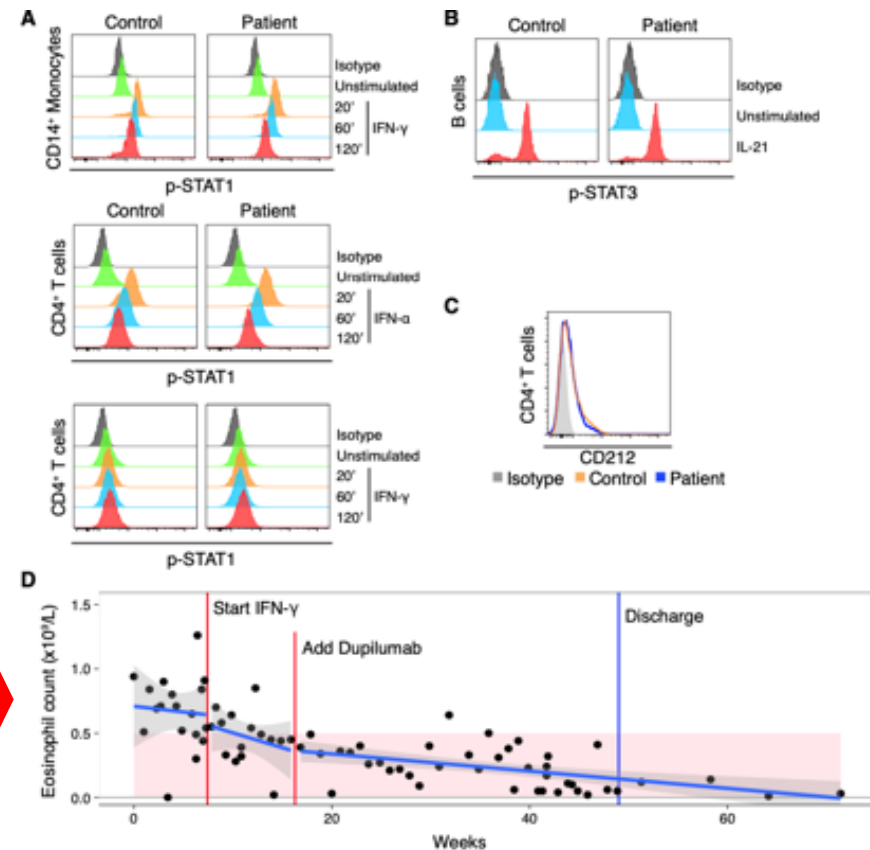 A
Control
Patient
CD14⁺ Monocytes
Isotype
Unstimulated
20'
60'
120'
IFN-γ
p-STAT1
Control
Patient
CD4⁺ T cells
Isotype
Unstimulated
20'
60'
120'
IFN-α
p-STAT1
CD4⁺ T cells
Isotype
Unstimulated
20'
60'
120'
IFN-γ
p-STAT1
B
Control
Patient
B cells
Isotype
Unstimulated
IL-21
p-STAT3
C
CD4⁺ T cells
CD212
Isotype Control Patient
D
Eosinophil count (x10⁹/L)
1.5
1.0
0.5
0.0
Start IFN-γ
Add Dupilumab
Discharge
0 20 40 60
Weeks